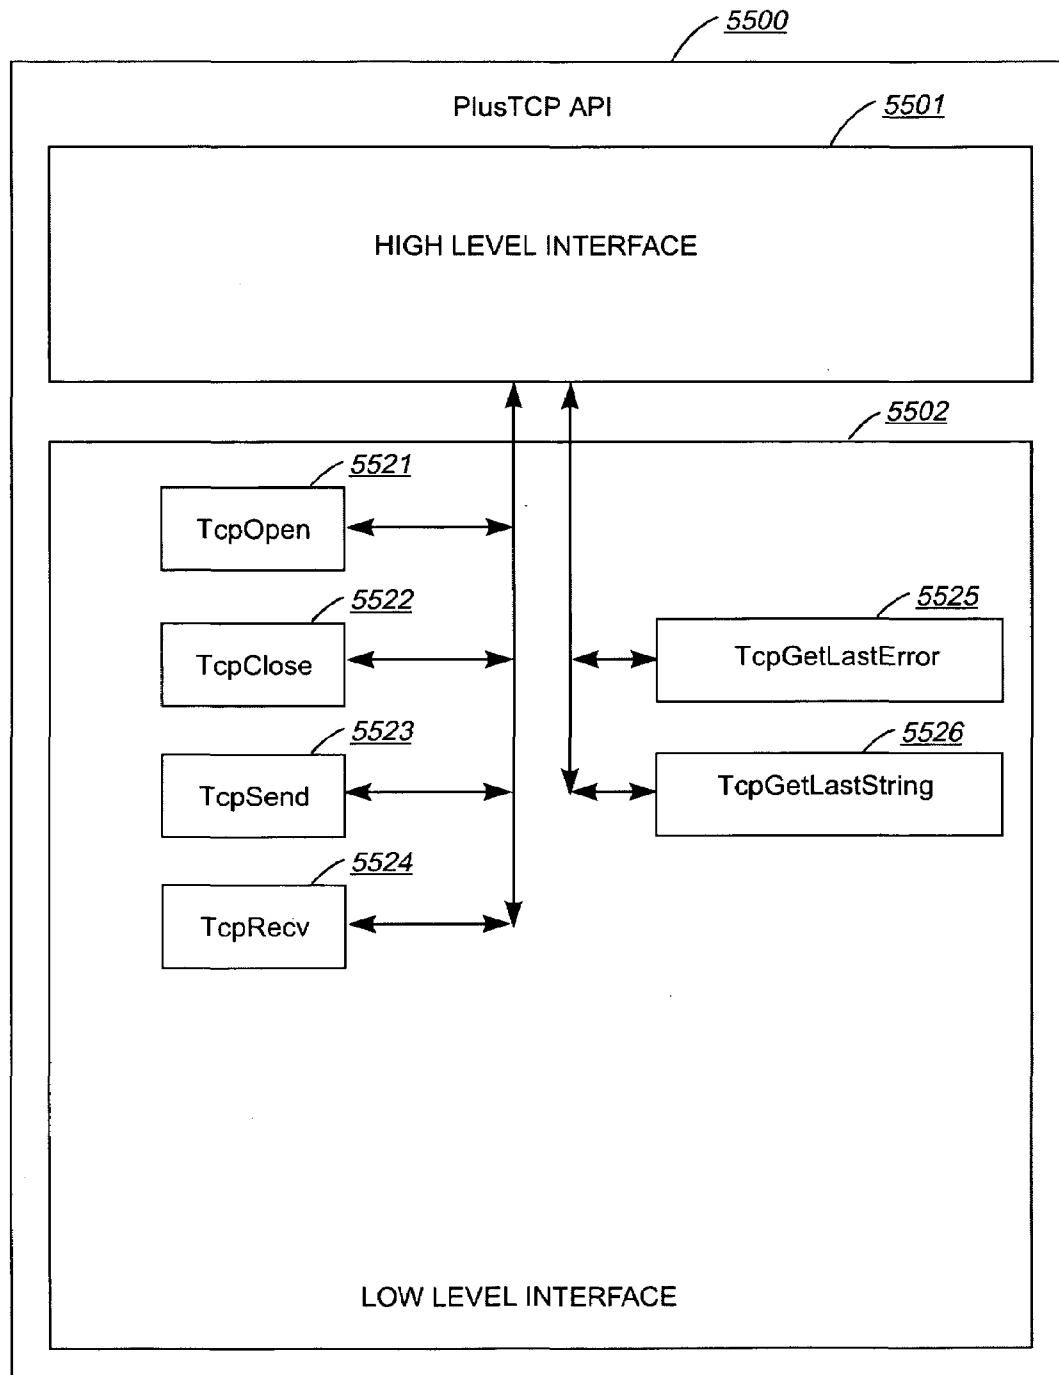 5500
PlusTCP API
5501
HIGH LEVEL INTERFACE
5502
5521
TcpOpen
5522
TcpClose
5523
TcpSend
5524
TcpRecv
5525
TcpGetLastError
5526
TcpGetLastString
LOW LEVEL INTERFACE